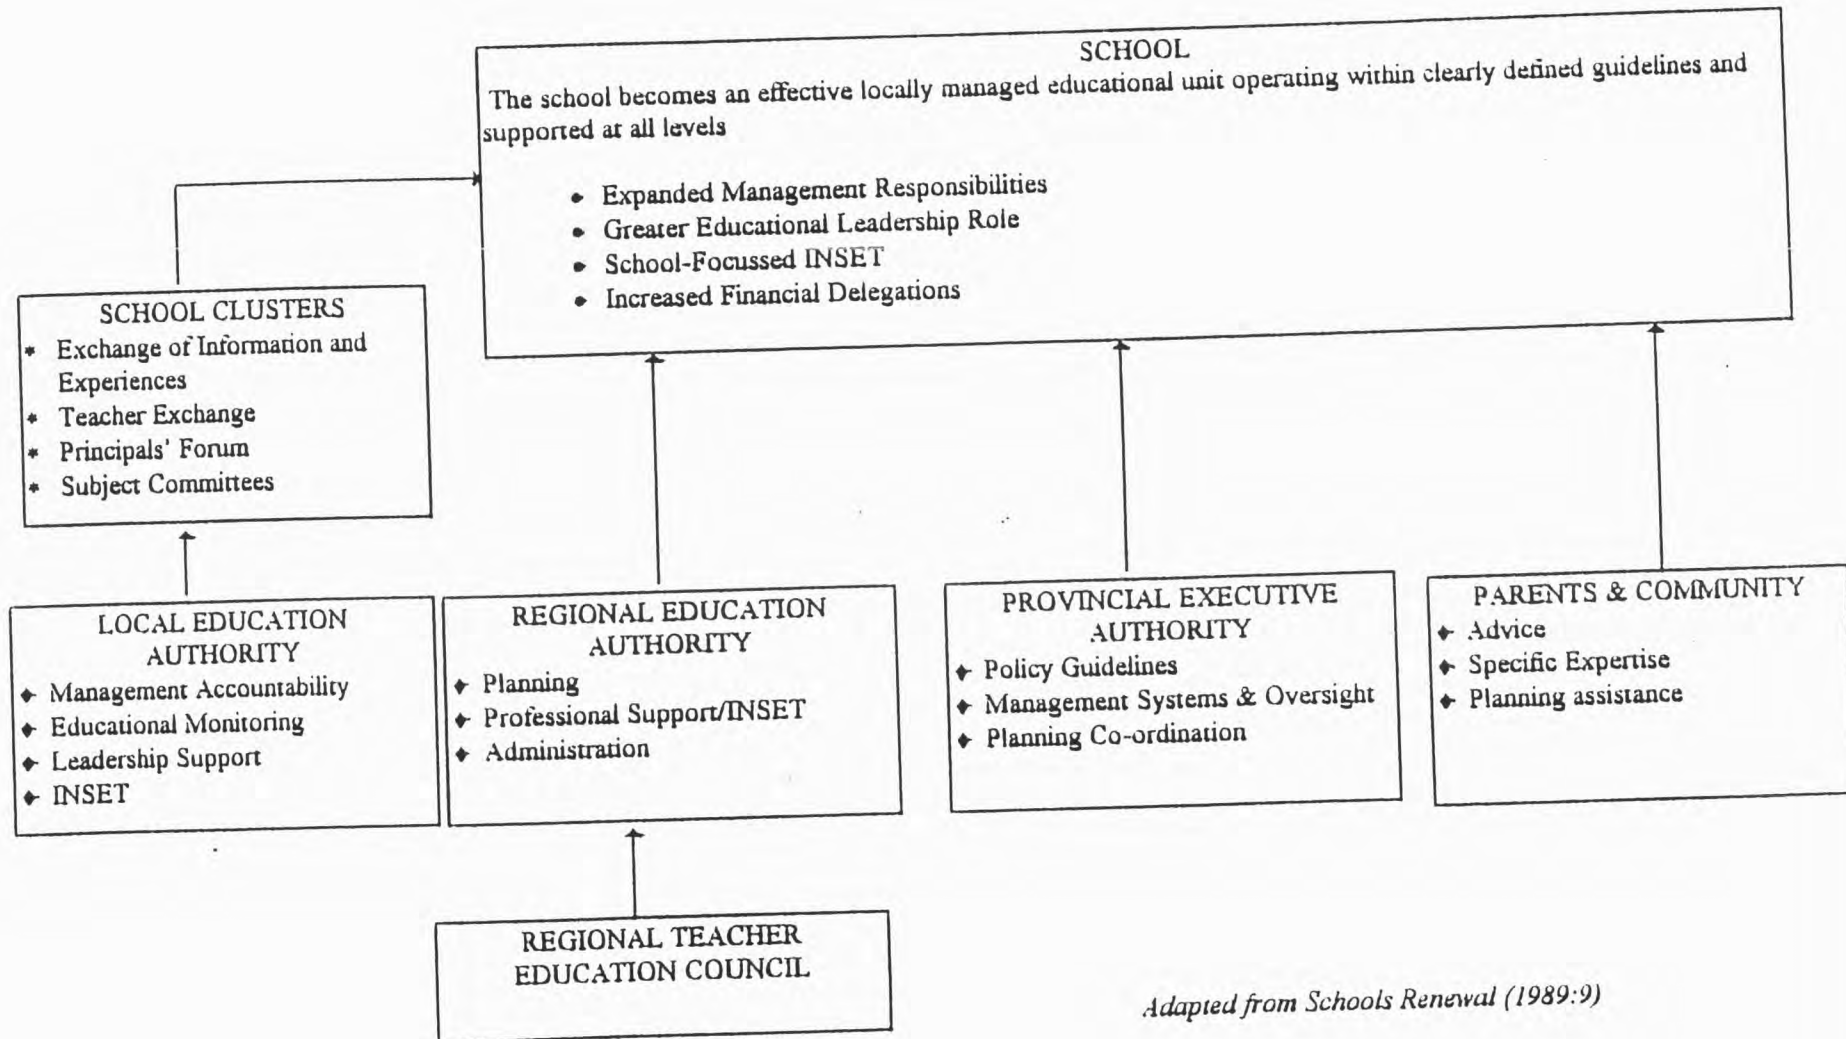 SCHOOL
The school becomes an effective locally managed educational unit operating within clearly defined guidelines and
supported at all levels
• Expanded Management Responsibilities
• Greater Educational Leadership Role
• School-Focussed INSET
• Increased Financial Delegations
SCHOOL CLUSTERS
* Exchange of Information and
Experiences
* Teacher Exchange
* Principals' Forum
* Subject Committees
LOCAL EDUCATION
AUTHORITY
♦ Management Accountability
♦ Educational Monitoring
♦ Leadership Support
♦ INSET
REGIONAL EDUCATION
AUTHORITY
♦ Planning
♦ Professional Support/INSET
♦ Administration
PROVINCIAL EXECUTIVE
AUTHORITY
♦ Policy Guidelines
♦ Management Systems & Oversight
♦ Planning Co-ordination
PARENTS & COMMUNITY
♦ Advice
♦ Specific Expertise
♦ Planning assistance
REGIONAL TEACHER
EDUCATION COUNCIL
Adapted from Schools Renewal (1989:9)